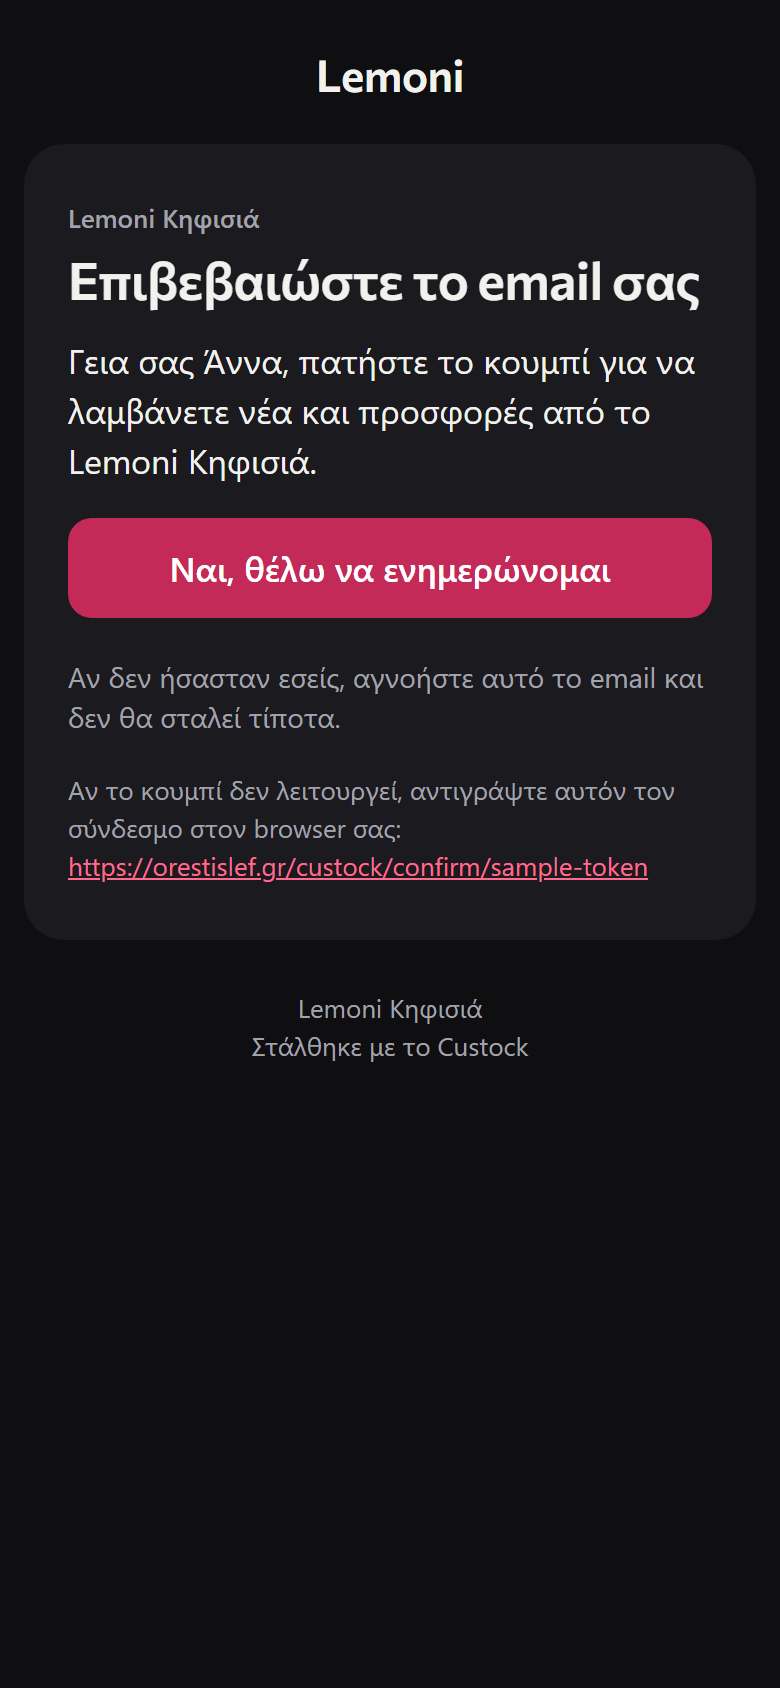 Lemoni
Lemoni Κηφισιά
Επιβεβαιώστε το email σας
Γεια σας Άννα, πατήστε το κουμπί για να
λαμβάνετε νέα και προσφορές από το
Lemoni Κηφισιά.
Ναι, θέλω να ενημερώνομαι
Αν δεν ήσασταν εσείς, αγνοήστε αυτό το email και
δεν θα σταλεί τίποτα.
Αν το κουμπί δεν λειτουργεί, αντιγράψτε αυτόν τον
σύνδεσμο στον browser σας:
https://orestislef.gr/custock/confirm/sample-token
Lemoni Κηφισιά
Στάλθηκε με το Custock